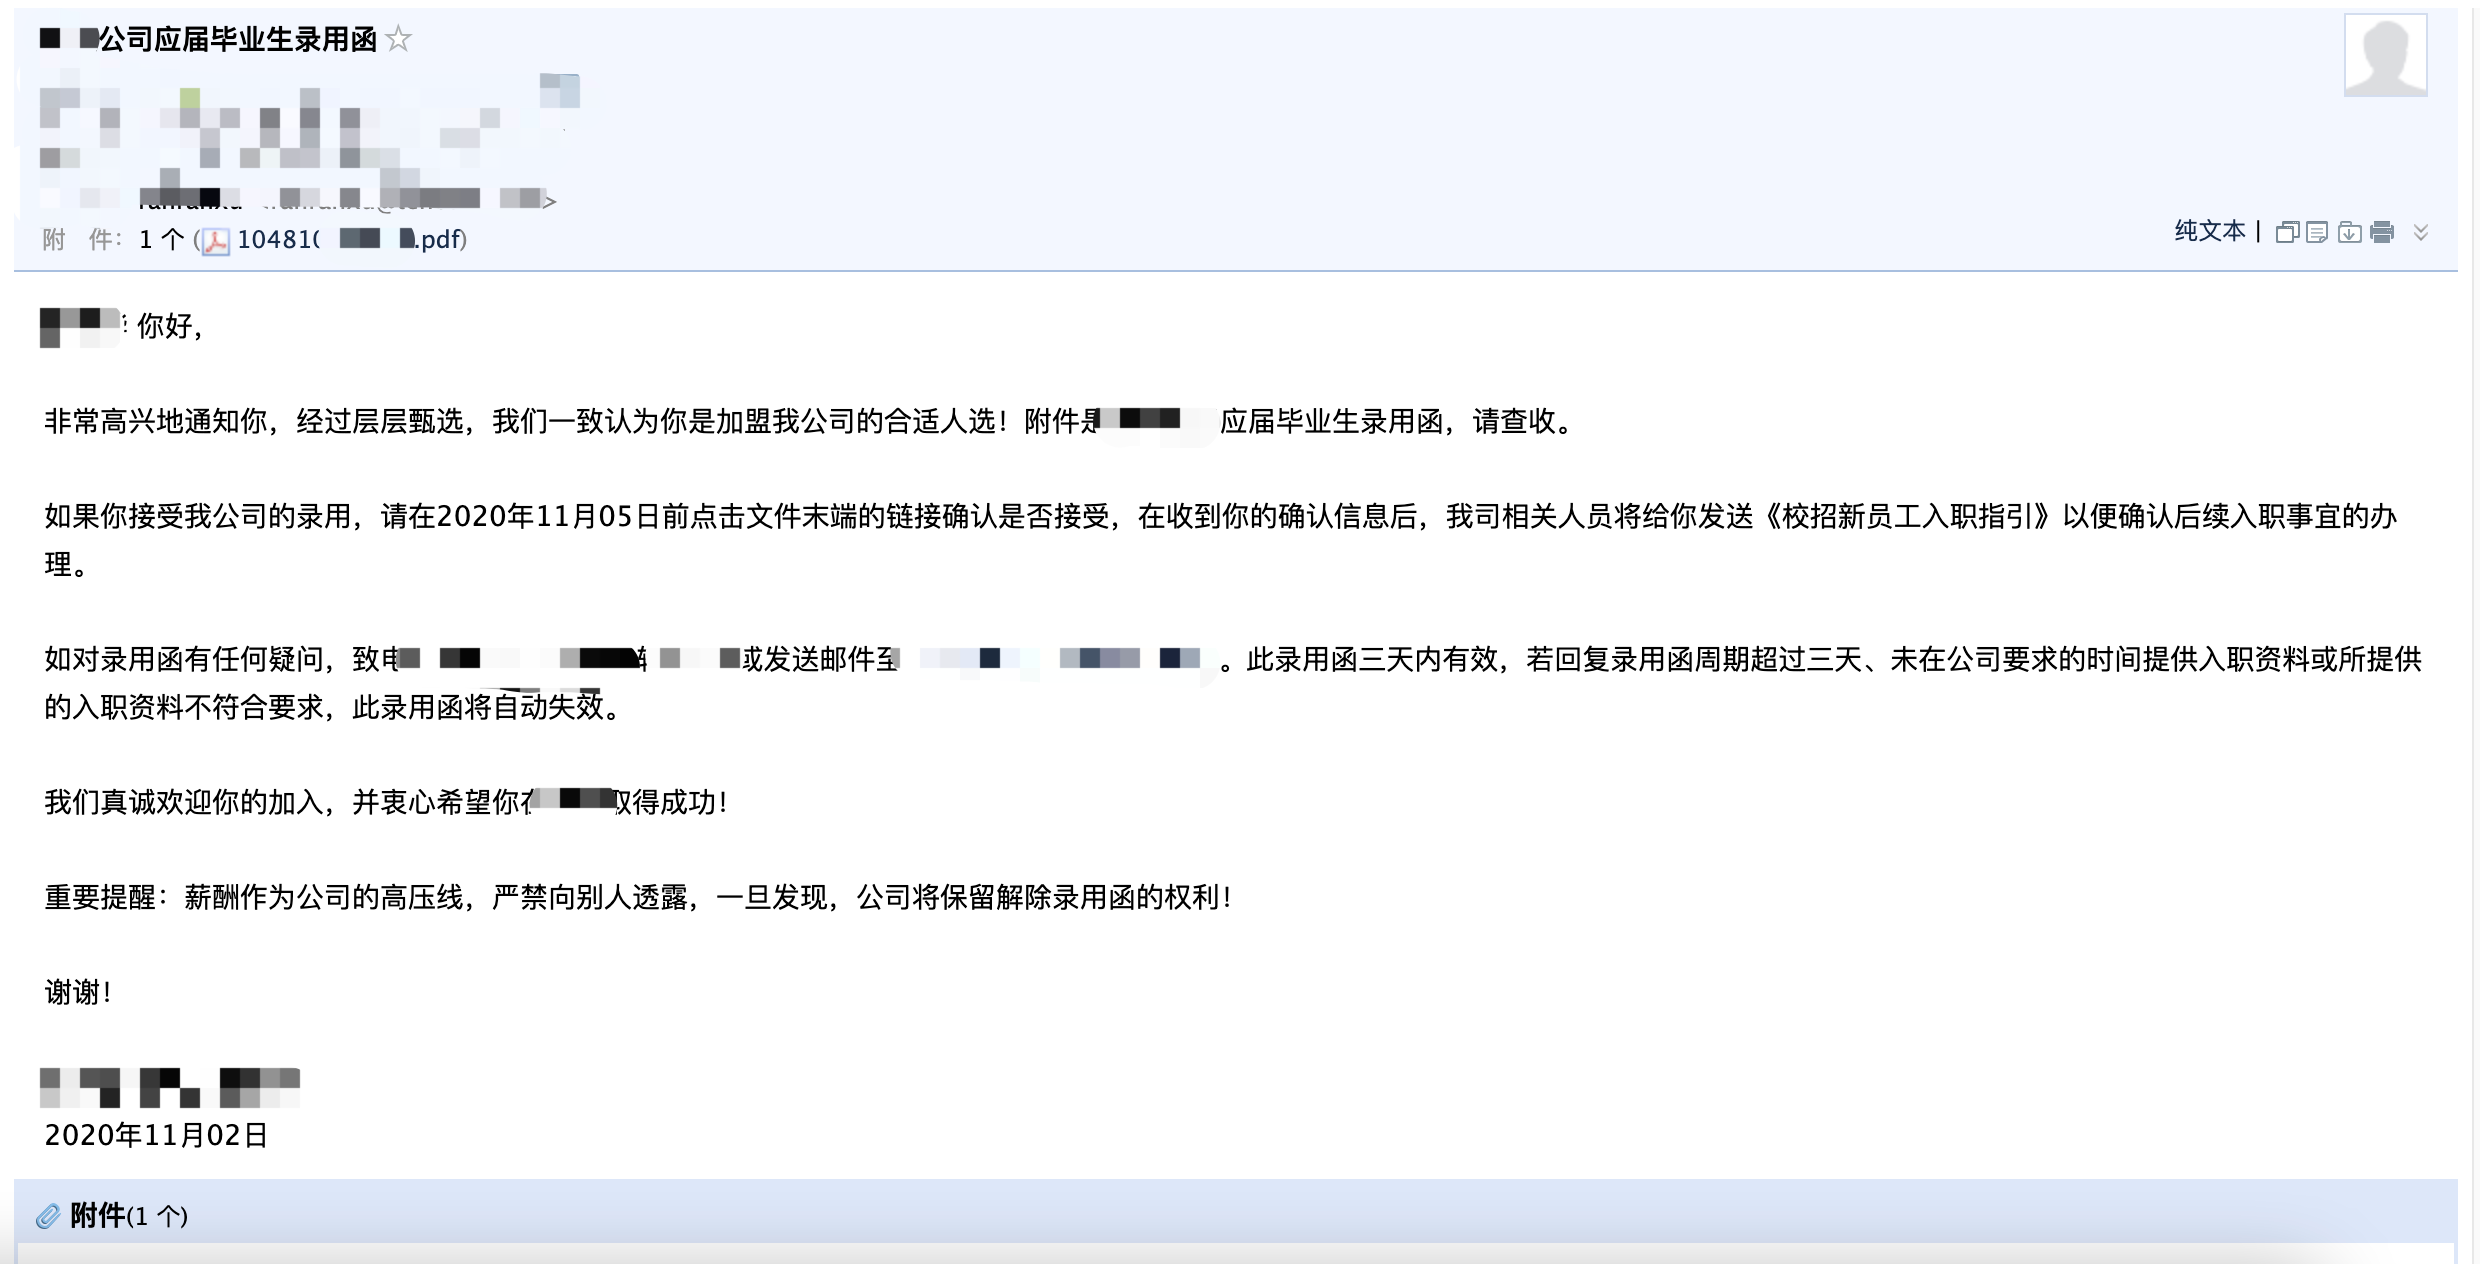 公司应届毕业生录用函
附 件：1 个 (10481 .pdf)
纯文本 |
你好，
非常高兴地通知你，经过层层甄选，我们一致认为你是加盟我公司的合适人选！附件是 应届毕业生录用函，请查收。
如果你接受我公司的录用，请在2020年11月05日前点击文件末端的链接确认是否接受，在收到你的确认信息后，我司相关人员将给你发送《校招新员工入职指引》以便确认后续入职事宜的办
理。
如对录用函有任何疑问，致电 或发送邮件至 。此录用函三天内有效，若回复录用函周期超过三天、未在公司要求的时间提供入职资料或所提供
的入职资料不符合要求，此录用函将自动失效。
我们真诚欢迎你的加入，并衷心希望你在 取得成功！
重要提醒：薪酬作为公司的高压线，严禁向别人透露，一旦发现，公司将保留解除录用函的权利！
谢谢！
2020年11月02日
附件(1 个)